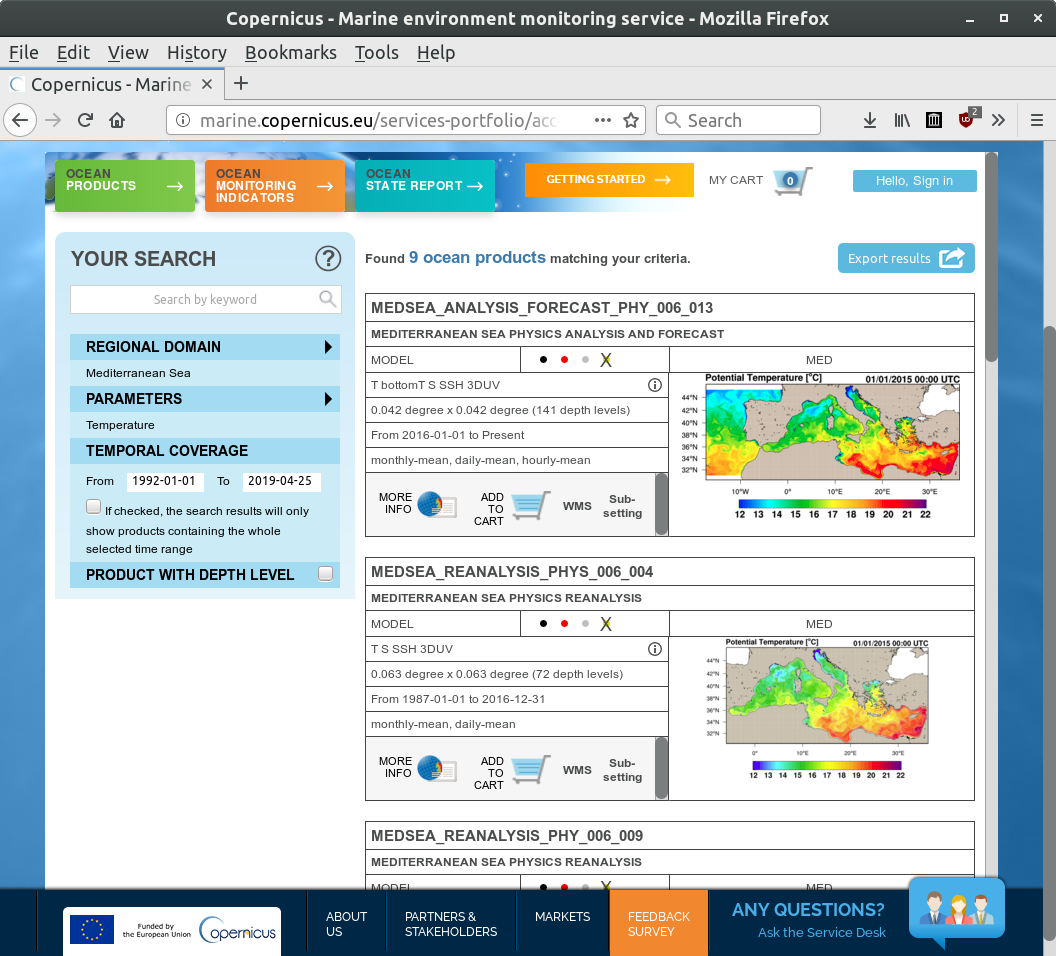 Copernicus - Marine environment monitoring service - Mozilla Firefox
File Edit View History Bookmarks Tools Help
Copernicus - Marine
marine.copernicus.eu/services-portfolio/acc
Search
2
OCEAN PRODUCTS
OCEAN MONITORING INDICATORS
OCEAN STATE REPORT
GETTING STARTED
MY CART
0
Hello, Sign in
YOUR SEARCH
?
Search by keyword
REGIONAL DOMAIN
Mediterranean Sea
PARAMETERS
Temperature
TEMPORAL COVERAGE
From 1992-01-01 To 2019-04-25
If checked, the search results will only
show products containing the whole
selected time range
PRODUCT WITH DEPTH LEVEL
Found 9 ocean products matching your criteria.
Export results
MEDSEA_ANALYSIS_FORECAST_PHY_006_013
MEDITERRANEAN SEA PHYSICS ANALYSIS AND FORECAST
MODEL X MED
T bottomT S SSH 3DUV
0.042 degree x 0.042 degree (141 depth levels)
From 2016-01-01 to Present
monthly-mean, daily-mean, hourly-mean
MORE INFO
ADD TO CART
WMS
Sub-setting
Potential Temperature [°C] 01/01/2015 00:00 UTC
44°N
42°N
40°N
38°N
36°N
34°N
32°N
10°W 0° 10°E 20°E 30°E
12 13 14 15 16 17 18 19 20 21 22
MEDSEA_REANALYSIS_PHYS_006_004
MEDITERRANEAN SEA PHYSICS REANALYSIS
MODEL X MED
T S SSH 3DUV
0.063 degree x 0.063 degree (72 depth levels)
From 1987-01-01 to 2016-12-31
monthly-mean, daily-mean
MORE INFO
ADD TO CART
WMS
Sub-setting
Potential Temperature [°C] 01/01/2015 00:00 UTC
44°N
42°N
40°N
38°N
36°N
34°N
32°N
0° 10°E 20°E 30°E
12 13 14 15 16 17 18 19 20 21 22
MEDSEA_REANALYSIS_PHY_006_009
MEDITERRANEAN SEA PHYSICS REANALYSIS
MODEL X MED
Funded by
the European Union
opernicus
ABOUT US
PARTNERS & STAKEHOLDERS
MARKETS
FEEDBACK SURVEY
ANY QUESTIONS?
Ask the Service Desk